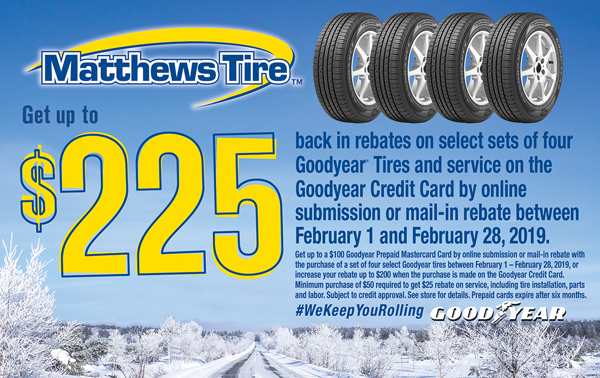 Matthews Tire™
Get up to
$225
back in rebates on select sets of four
Goodyear® Tires and service on the
Goodyear Credit Card by online
submission or mail-in rebate between
February 1 and February 28, 2019.
Get up to a $100 Goodyear Prepaid Mastercard Card by online submission or mail-in rebate with
the purchase of a set of four select Goodyear tires between February 1 – February 28, 2019, or
increase your rebate up to $200 when the purchase is made on the Goodyear Credit Card.
Minimum purchase of $50 required to get $25 rebate on service, including tire installation, parts
and labor. Subject to credit approval. See store for details. Prepaid cards expire after six months.
#WeKeepYouRolling GOODYEAR